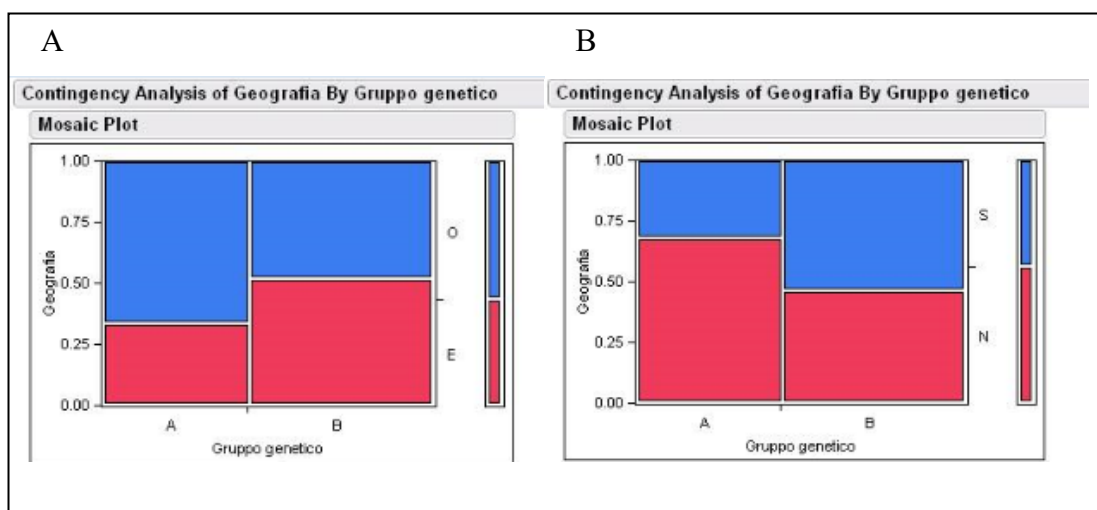 A
B
Contingency Analysis of Geografia By Gruppo genetico
Mosaic Plot
1.00
0.75
0.50
0.25
0.00
Geografia
O
E
A
B
Gruppo genetico
Contingency Analysis of Geografia By Gruppo genetico
Mosaic Plot
1.00
0.75
0.50
0.25
0.00
Geografia
S
N
A
B
Gruppo genetico